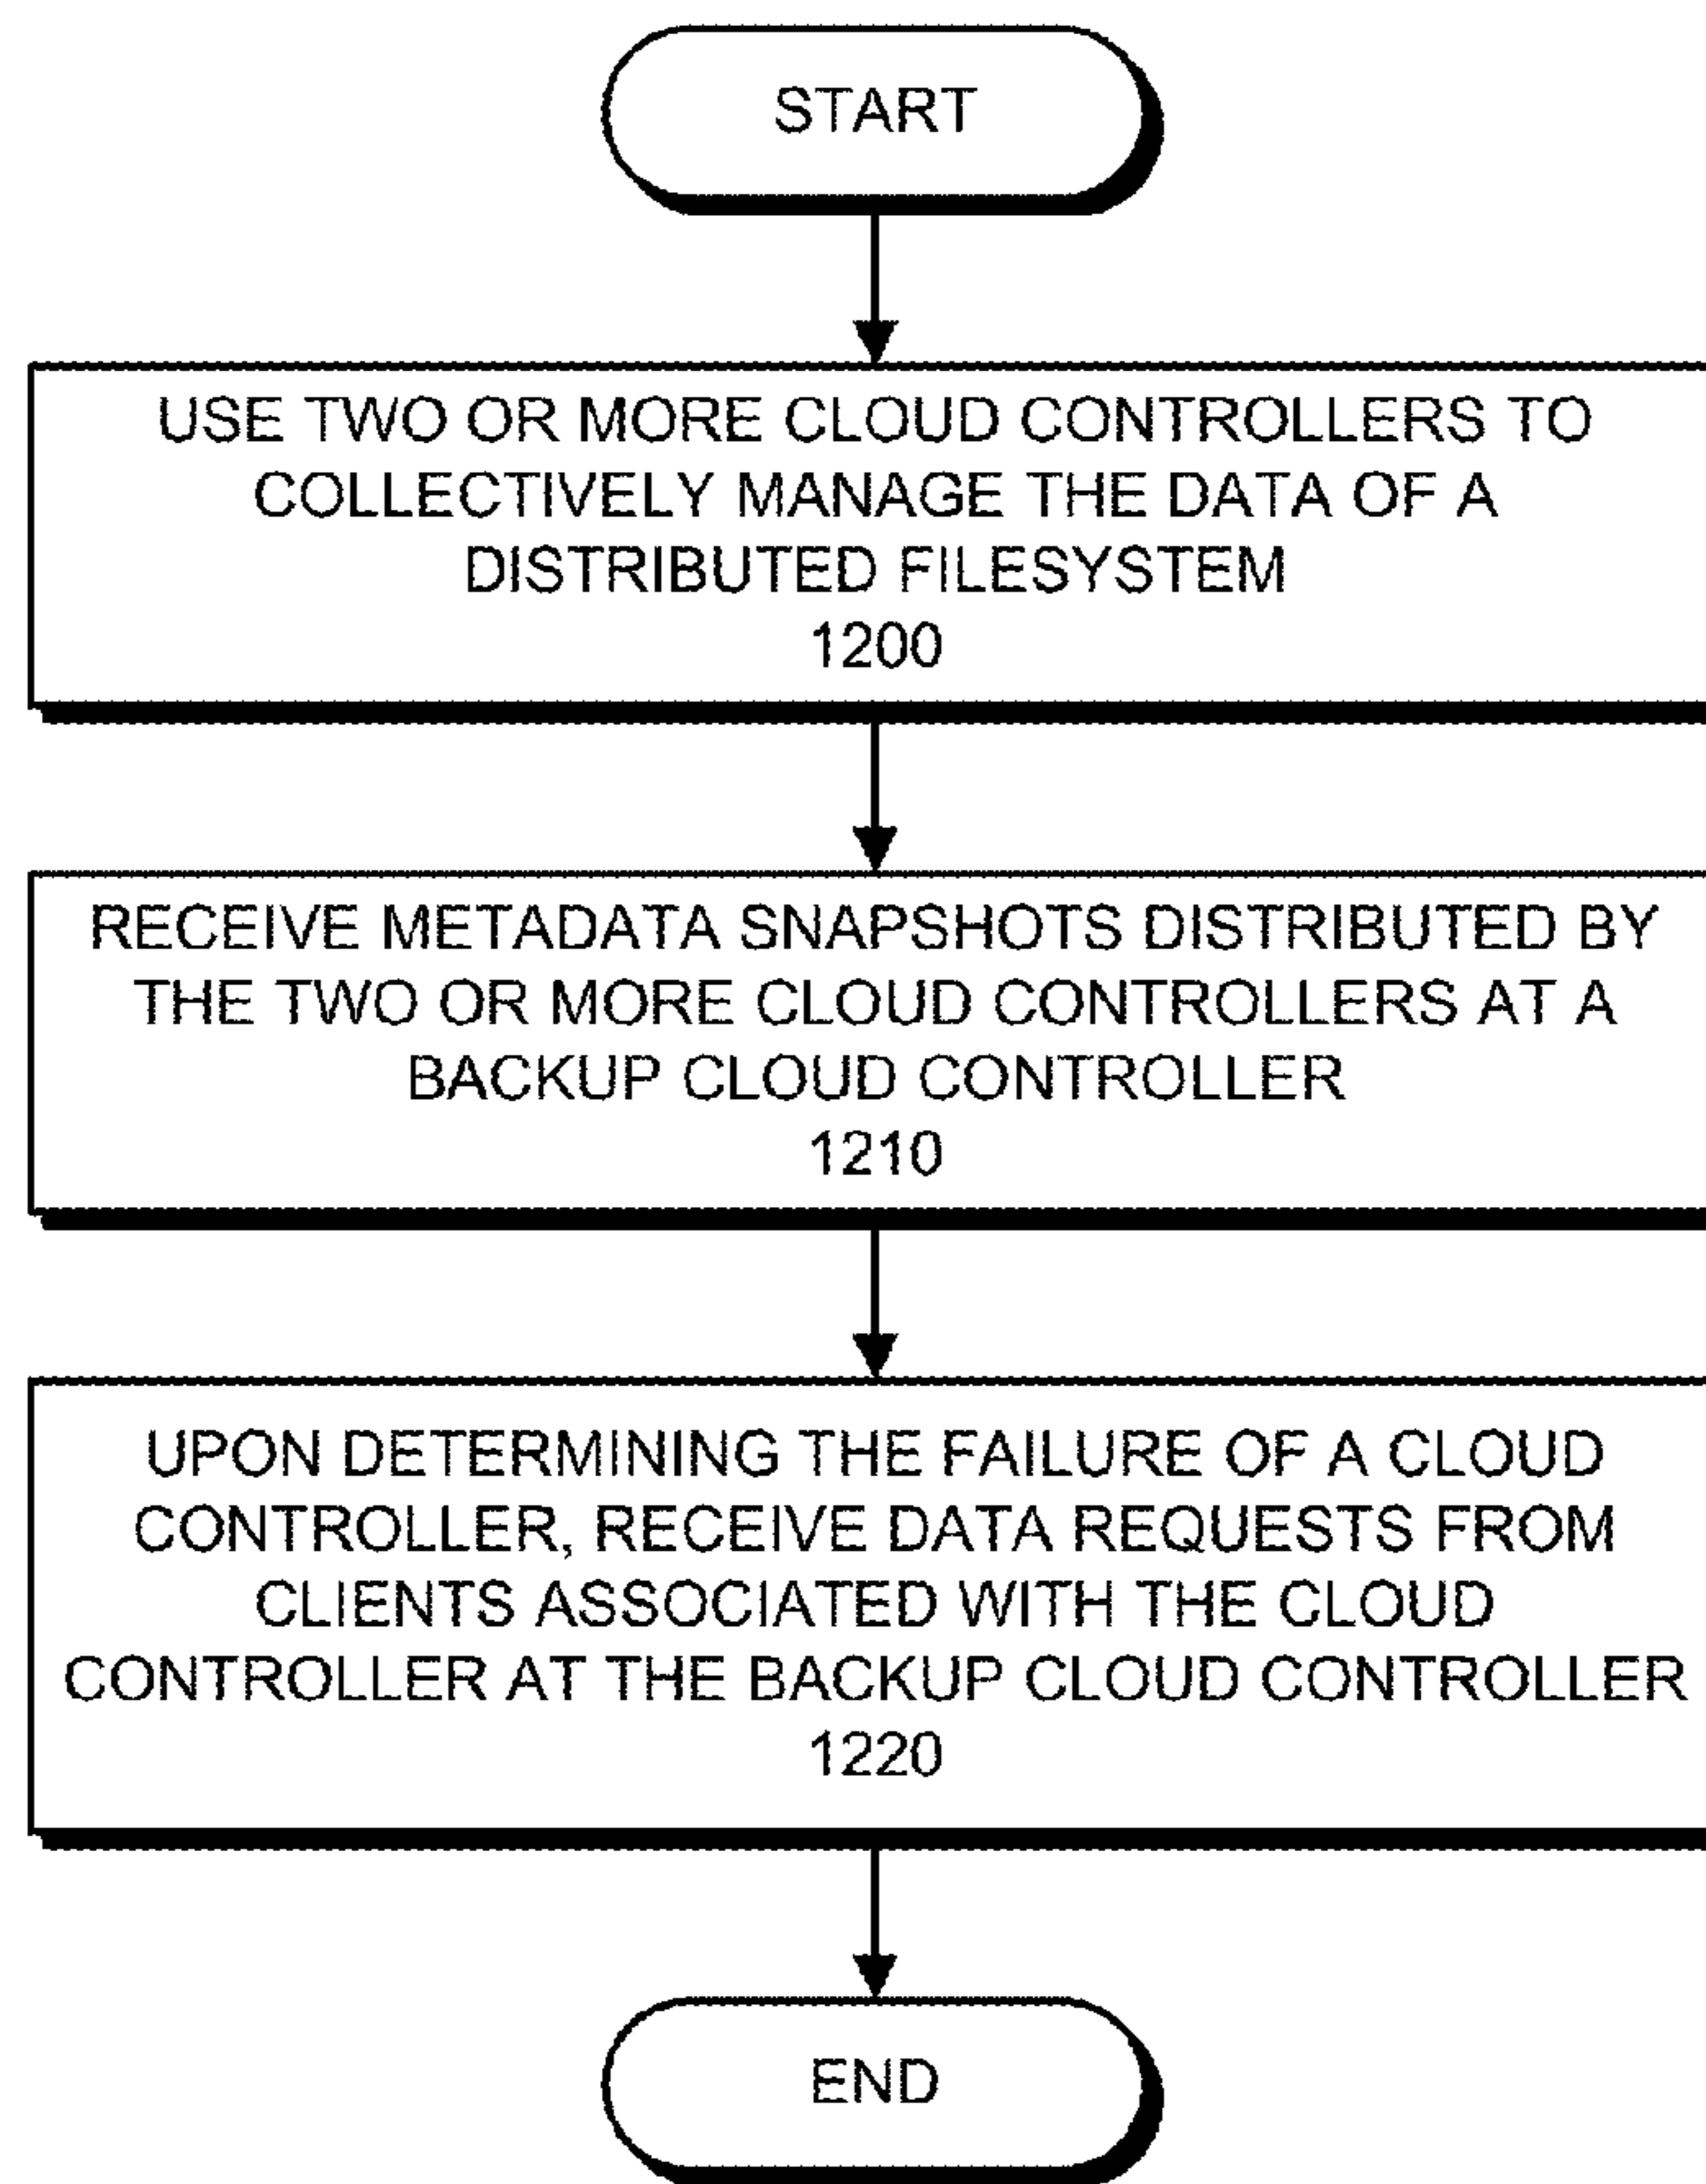 START
USE TWO OR MORE CLOUD CONTROLLERS TO
COLLECTIVELY MANAGE THE DATA OF A
DISTRIBUTED FILESYSTEM
1200
RECEIVE METADATA SNAPSHOTS DISTRIBUTED BY
THE TWO OR MORE CLOUD CONTROLLERS AT A
BACKUP CLOUD CONTROLLER
1210
UPON DETERMINING THE FAILURE OF A CLOUD
CONTROLLER, RECEIVE DATA REQUESTS FROM
CLIENTS ASSOCIATED WITH THE CLOUD
CONTROLLER AT THE BACKUP CLOUD CONTROLLER
1220
END